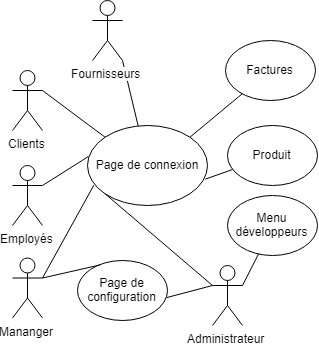 Fournisseurs
Factures
Clients
Page de connexion
Produit
Employés
Menu
développeurs
Page de
configuration
Mananger
Administrateur